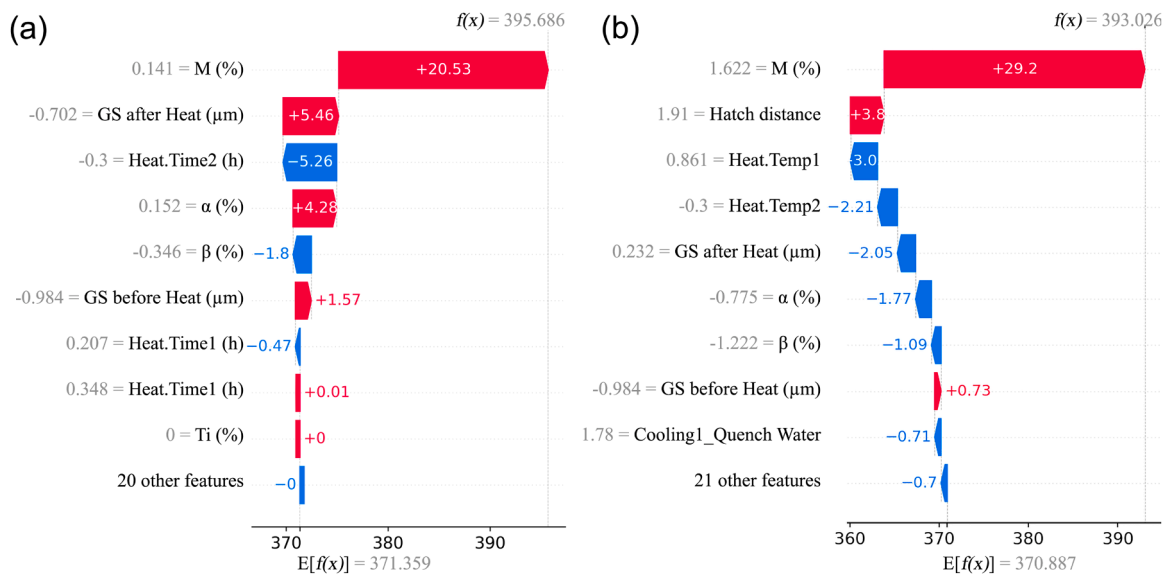 (a)
f(x) = 395.686
0.141 = M (%)
+20.53
-0.702 = GS after Heat (μm)
+5.46
-0.3 = Heat.Time2 (h)
−5.26
0.152 = α (%)
+4.28
-0.346 = β (%)
−1.8
-0.984 = GS before Heat (μm)
+1.57
0.207 = Heat.Time1 (h)
−0.47
0.348 = Heat.Time1 (h)
+0.01
0 = Ti (%)
+0
20 other features
−0
370 380 390
E[f(x)] = 371.359
(b)
f(x) = 393.026
1.622 = M (%)
+29.2
1.91 = Hatch distance
+3.8
0.861 = Heat.Temp1
−3.0
-0.3 = Heat.Temp2
−2.21
0.232 = GS after Heat (μm)
−2.05
-0.775 = α (%)
−1.77
-1.222 = β (%)
−1.09
-0.984 = GS before Heat (μm)
+0.73
1.78 = Cooling1_Quench Water
−0.71
21 other features
−0.7
360 370 380 390
E[f(x)] = 370.887